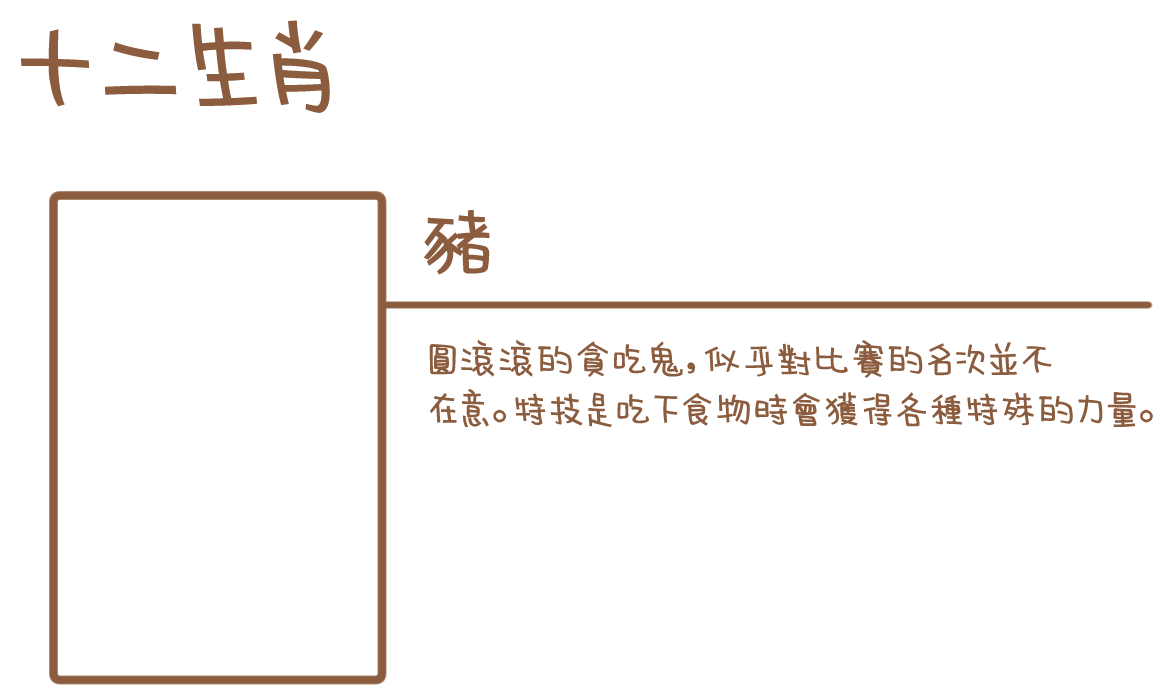 十二生肖
豬
圓滾滾的貪吃鬼，似乎對比賽的名次並不
在意。特技是吃下食物時會獲得各種特殊的力量。